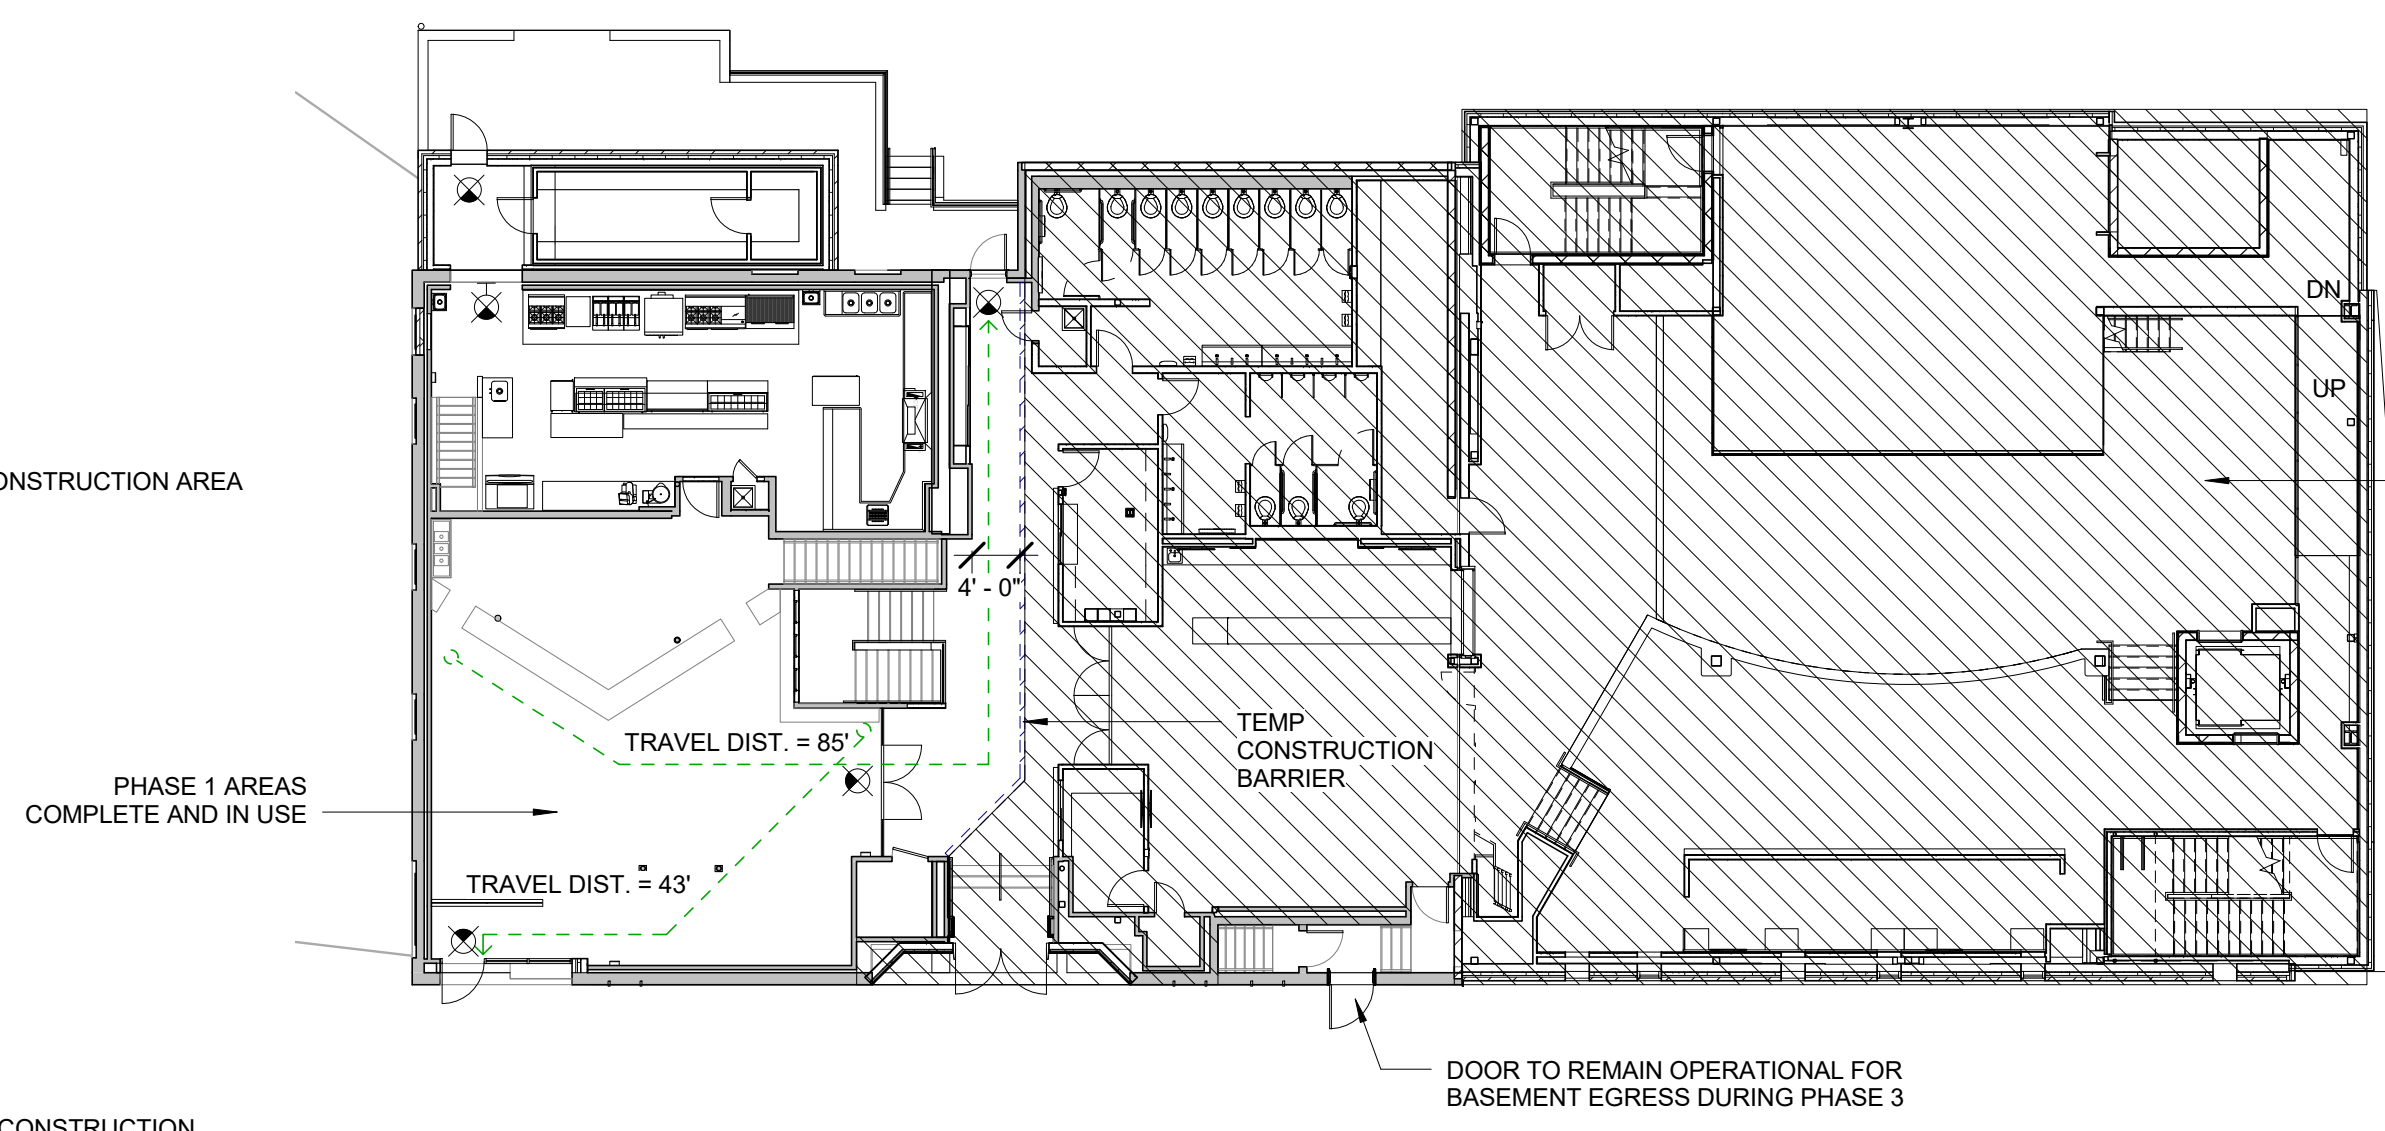 DN
UP
ONSTRUCTION AREA
4' - 0"
TEMP
CONSTRUCTION
BARRIER
TRAVEL DIST. = 85'
PHASE 1 AREAS
COMPLETE AND IN USE
TRAVEL DIST. = 43'
DOOR TO REMAIN OPERATIONAL FOR
BASEMENT EGRESS DURING PHASE 3
CONSTRUCTION